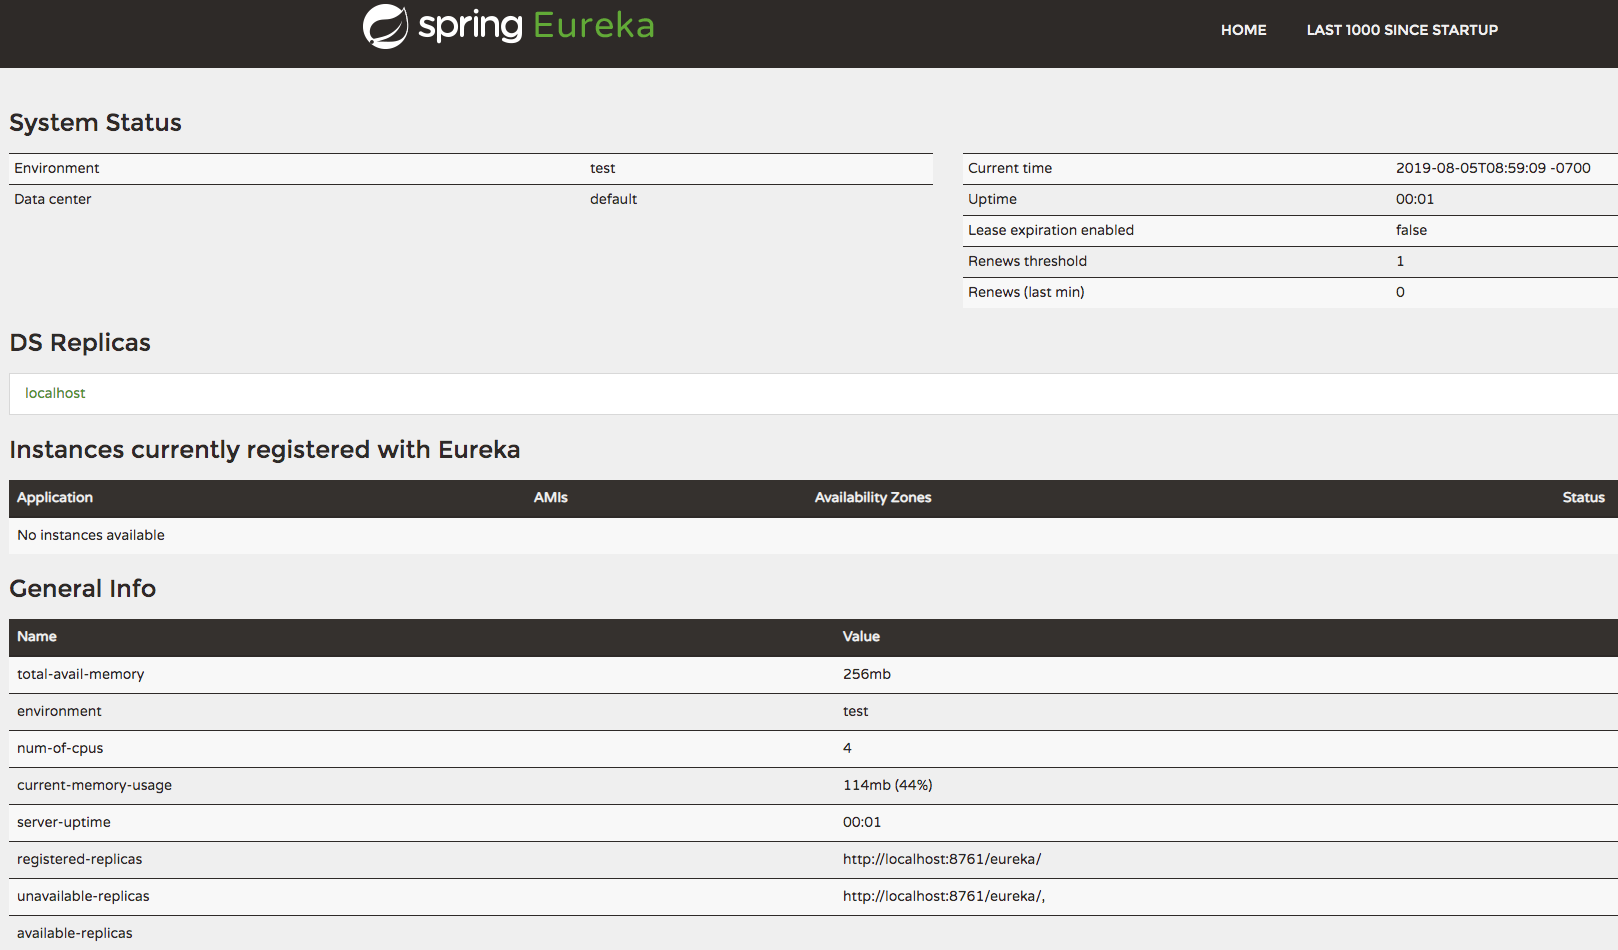 spring Eureka
HOME LAST 1000 SINCE STARTUP
System Status
Environment test
Data center default
Current time 2019-08-05T08:59:09 -0700
Uptime 00:01
Lease expiration enabled false
Renews threshold 1
Renews (last min) 0
DS Replicas
localhost
Instances currently registered with Eureka
Application AMIs Availability Zones Status
No instances available
General Info
Name Value
total-avail-memory 256mb
environment test
num-of-cpus 4
current-memory-usage 114mb (44%)
server-uptime 00:01
registered-replicas http://localhost:8761/eureka/
unavailable-replicas http://localhost:8761/eureka/,
available-replicas